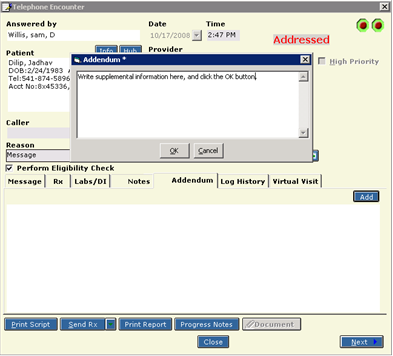 Telephone Encounter
Answered by
Date
Time
Willis, sam, D
10/17/2008
2:47 PM
Addressed
Patient
Info
Hub
Provider
Dilip, Jadhav
DOB:2/24/1983
Tel:541-874-5896
Acct No:8x45336,
High Priority
Addendum *
Write supplemental information here, and click the OK button.
OK
Cancel
Caller
Reason
Message
Perform Eligibility Check
Message
Rx
Labs/DI
Notes
Addendum
Log History
Virtual Visit
Add
Print Script
Send Rx
Print Report
Progress Notes
Document
Close
Next